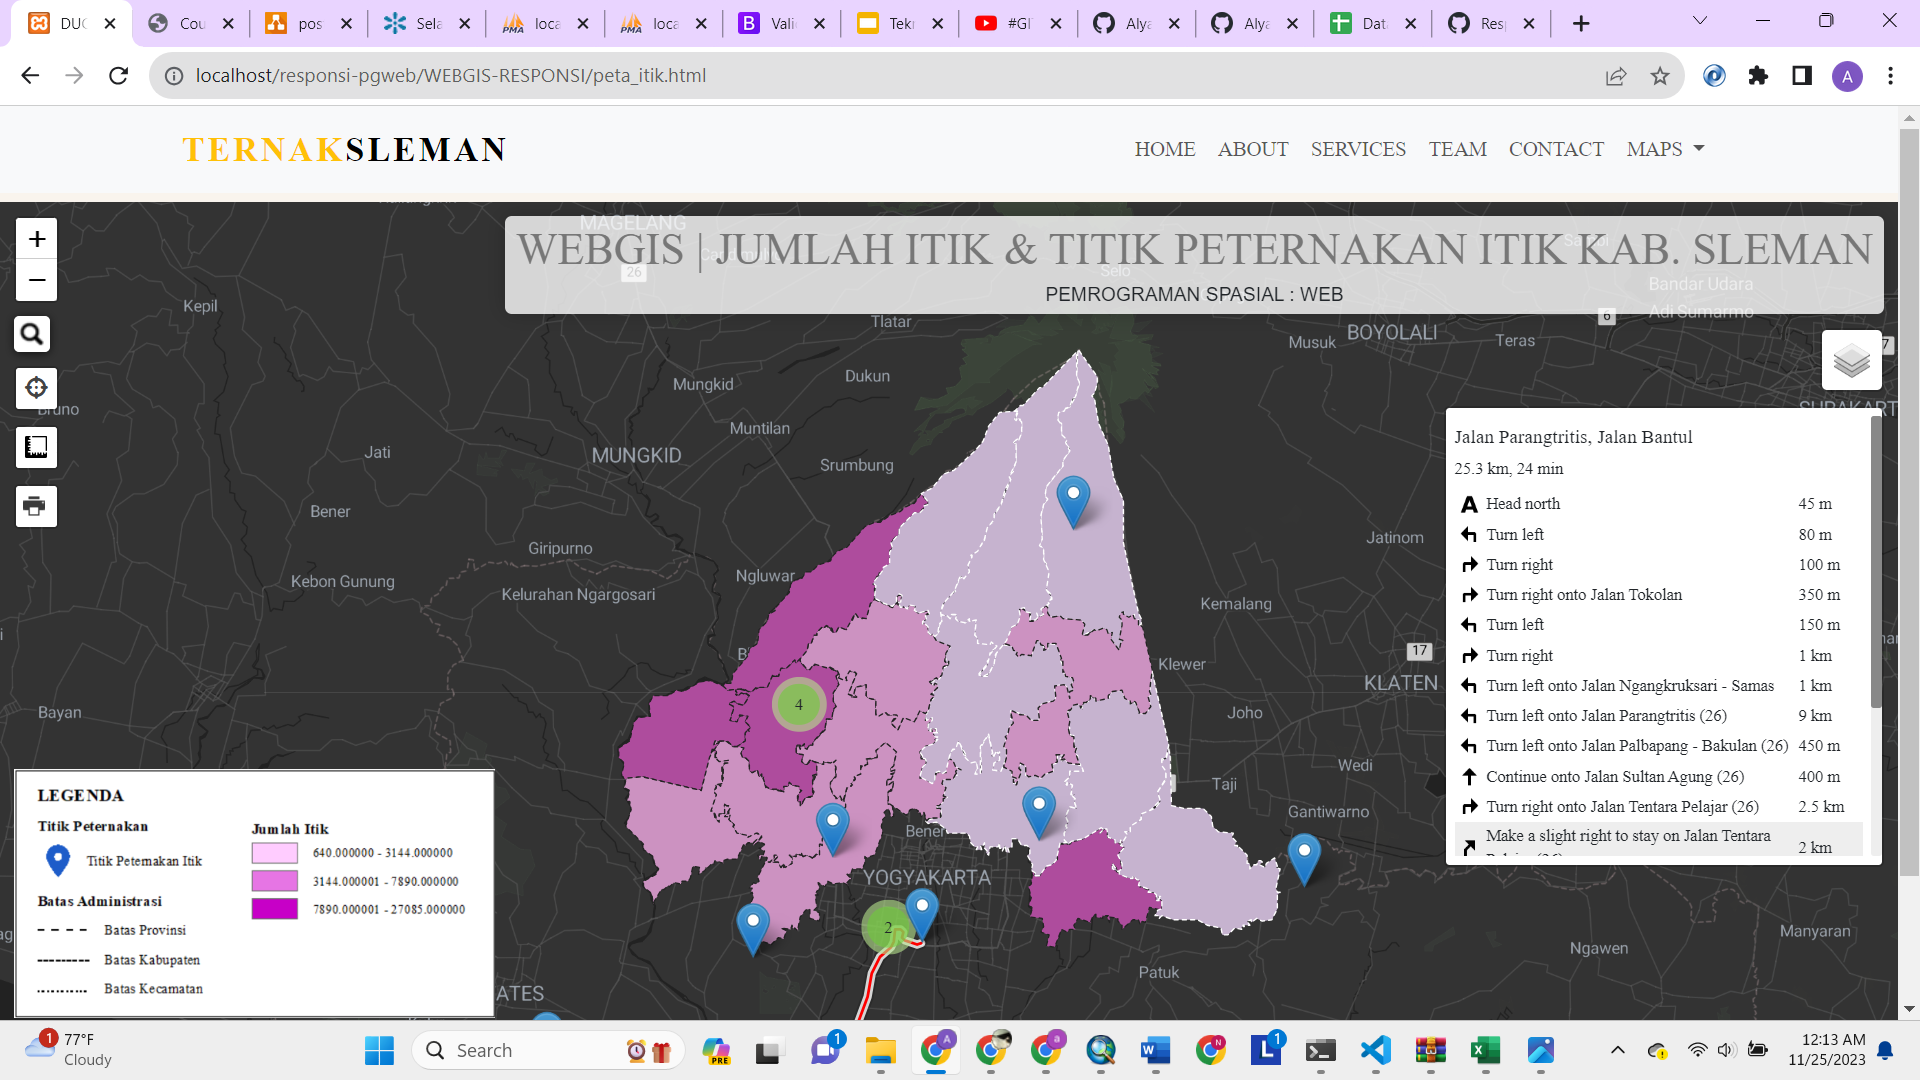 DUC
Cou
pos
Sela
loca
loca
Vali
Tekn
#GI
Alya
Alya
Data
Resp
localhost/responsi-pgweb/WEBGIS-RESPONSI/peta_itik.html
A
TERNAKSLEMAN
HOME ABOUT SERVICES TEAM CONTACT MAPS
WEBGIS | JUMLAH ITIK & TITIK PETERNAKAN ITIK KAB. SLEMAN
PEMROGRAMAN SPASIAL : WEB
MAGELANG
26
Selo
Bandar Udara
Adi Sumarmo
6
7
Kepil
Tlatar
Musuk
BOYOLALI
Teras
Dukun
Mungkid
Bruno
Muntilan
Jati
MUNGKID
Srumbung
Bener
Giripurno
Ngluwar
Kebon Gunung
Kelurahan Ngargosari
Jatinom
Kemalang
17
Klewer
KLATEN
Bayan
Joho
4
Wedi
Taji
Gantiwarno
Bener
YOGYAKARTA
2
Manyaran
Ngawen
Patuk
ATES
Jalan Parangtritis, Jalan Bantul
25.3 km, 24 min
Head north 45 m
Turn left 80 m
Turn right 100 m
Turn right onto Jalan Tokolan 350 m
Turn left 150 m
Turn right 1 km
Turn left onto Jalan Ngangkruksari - Samas 1 km
Turn left onto Jalan Parangtritis (26) 9 km
Turn left onto Jalan Palbapang - Bakulan (26) 450 m
Continue onto Jalan Sultan Agung (26) 400 m
Turn right onto Jalan Tentara Pelajar (26) 2.5 km
Make a slight right to stay on Jalan Tentara 2 km
LEGENDA
Titik Peternakan
Titik Peternakan Itik
Batas Administrasi
Batas Provinsi
Batas Kabupaten
Batas Kecamatan
Jumlah Itik
640.000000 - 3144.000000
3144.000001 - 7890.000000
7890.000001 - 27085.000000
1
77°F
Cloudy
Search
PRE
1
A
a
N
L
1
12:13 AM
11/25/2023